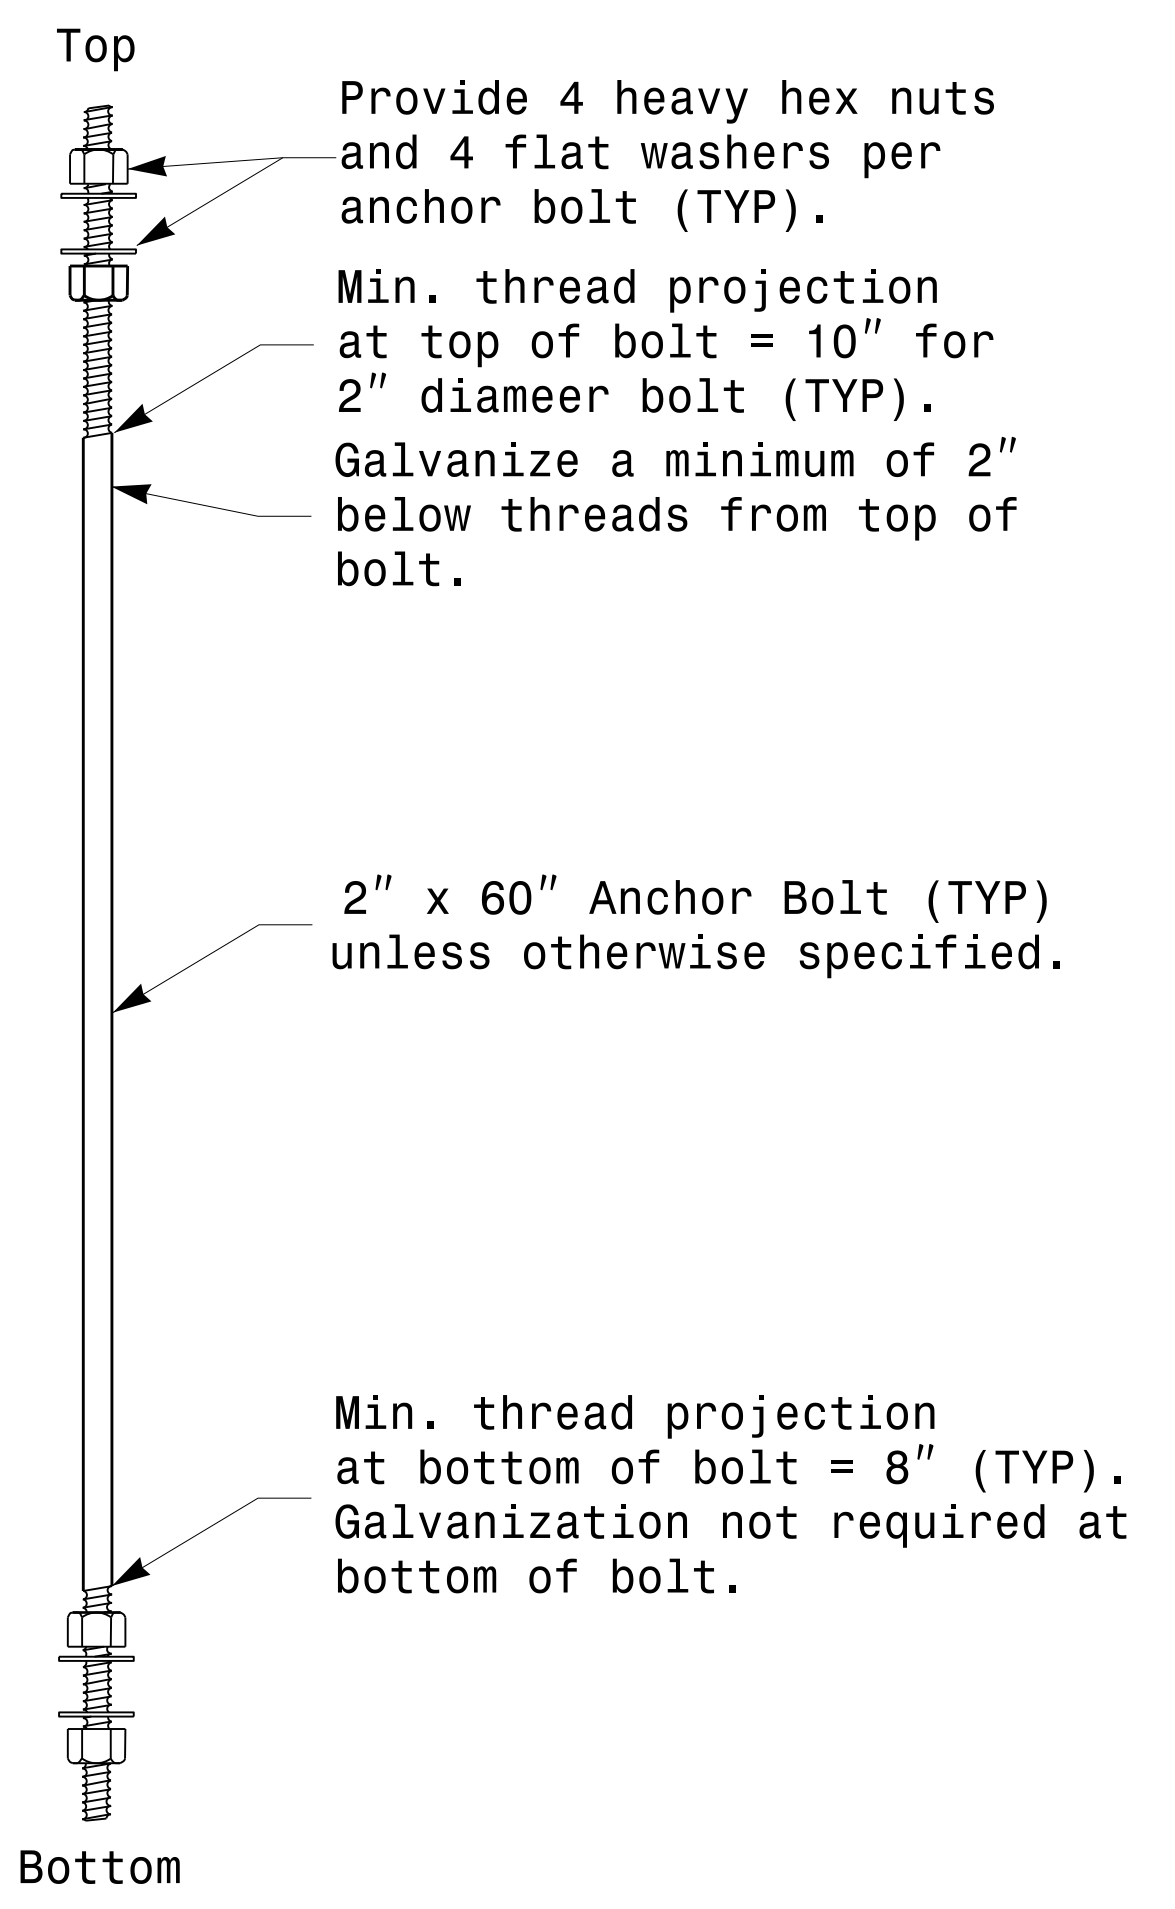 Top
Provide 4 heavy hex nuts
and 4 flat washers per
anchor bolt (TYP).
Min. thread projection
at top of bolt = 10" for
2" diameer bolt (TYP).
Galvanize a minimum of 2"
below threads from top of
bolt.
2" x 60" Anchor Bolt (TYP)
unless otherwise specified.
Min. thread projection
at bottom of bolt = 8" (TYP).
Galvanization not required at
bottom of bolt.
Bottom